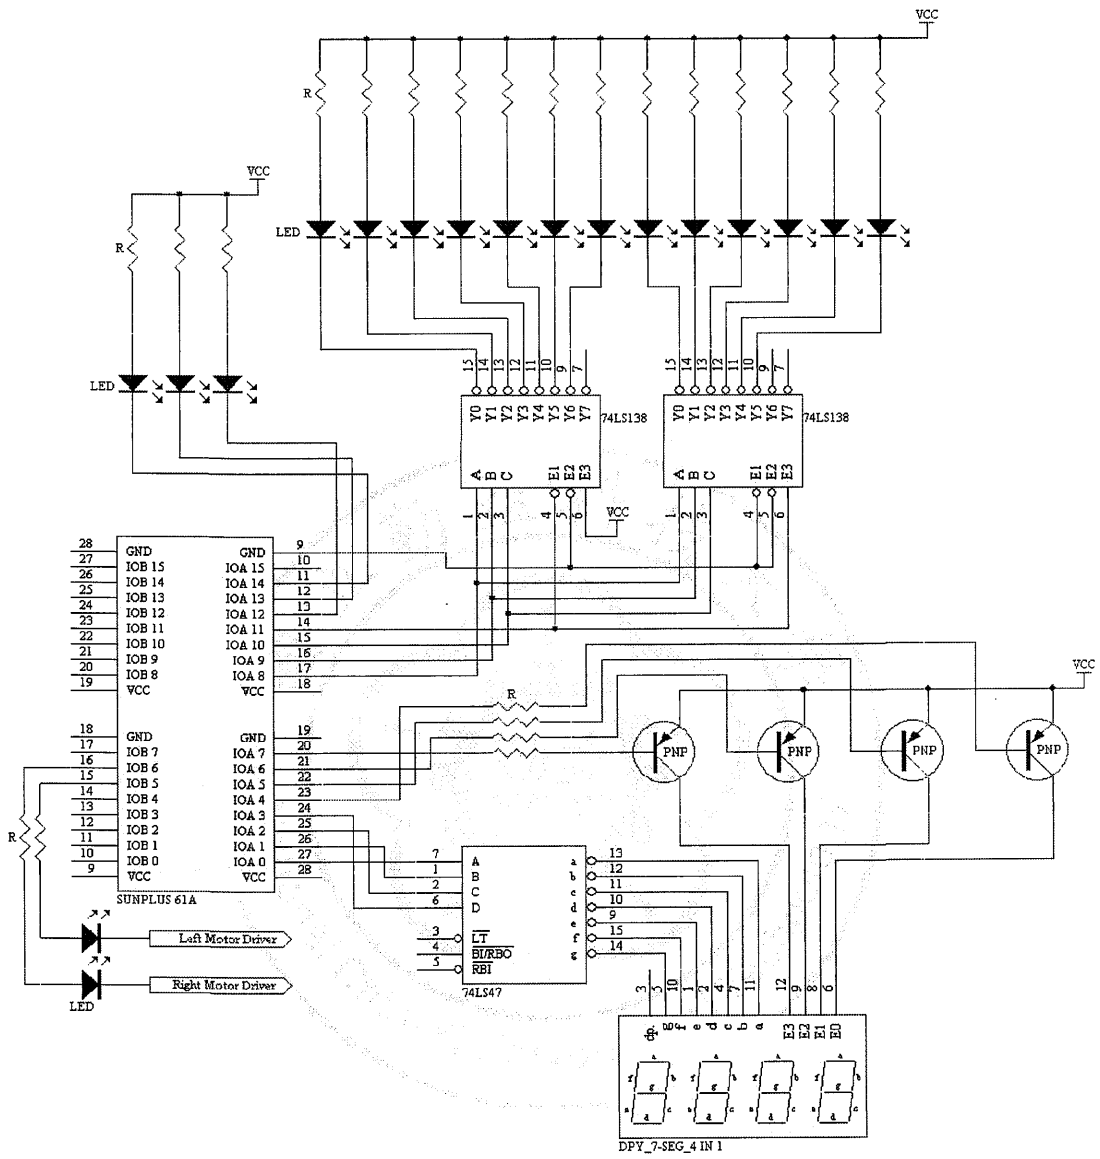 VCC
R
LED
VCC
R
LED
15 14 13 12 11 10 9 7
Y0 Y1 Y2 Y3 Y4 Y5 Y6 Y7
74LS138
A B C E1 E2 E3
1 2 3 4 5 6
VCC
15 14 13 12 11 10 9 7
Y0 Y1 Y2 Y3 Y4 Y5 Y6 Y7
74LS138
A B C E1 E2 E3
1 2 3 4 5 6
28 GND GND 9
27 IOB 15 IOA 15 10
26 IOB 14 IOA 14 11
25 IOB 13 IOA 13 12
24 IOB 12 IOA 12 13
23 IOB 11 IOA 11 14
22 IOB 10 IOA 10 15
21 IOB 9 IOA 9 16
20 IOB 8 IOA 8 17
19 VCC VCC 18
18 GND GND 19
17 IOB 7 IOA 7 20
16 IOB 6 IOA 6 21
15 IOB 5 IOA 5 22
14 IOB 4 IOA 4 23
13 IOB 3 IOA 3 24
12 IOB 2 IOA 2 25
11 IOB 1 IOA 1 26
10 IOB 0 IOA 0 27
9 VCC VCC 28
SUNPLUS 61A
R
VCC
PNP PNP PNP PNP
R
Left Motor Driver
Right Motor Driver
LED
7 A a 13
1 B b 12
2 C c 11
6 D d 10
e 9
3 LT f 15
4 BI/RBO g 14
5 RBI
74LS47
3 5 10 1 2 4 7 11 12 9 8 6
dp. g f e d c b a E3 E2 E1 E0
a a a a
f b f b f b f b
g g g g
e c e c e c e c
d d d d
DPY_7-SEG_4 IN 1